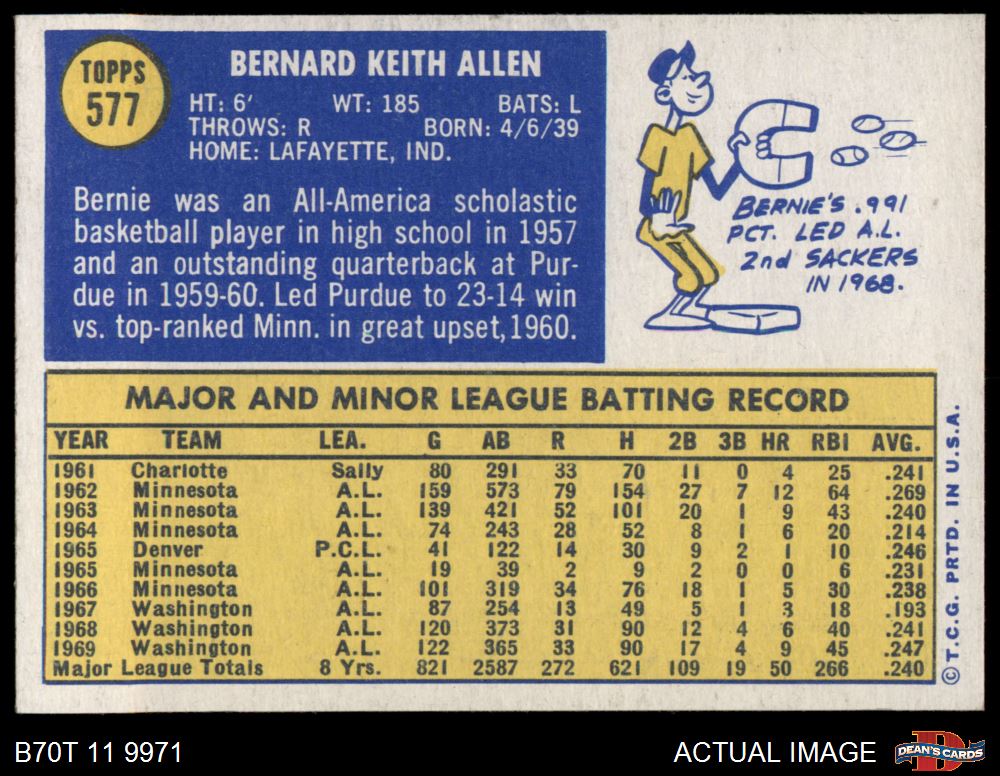 TOPPS
577
BERNARD KEITH ALLEN
HT: 6' WT: 185 BATS: L
THROWS: R BORN: 4/6/39
HOME: LAFAYETTE, IND.
Bernie was an All-America scholastic
basketball player in high school in 1957
and an outstanding quarterback at Pur-
due in 1959-60. Led Purdue to 23-14 win
vs. top-ranked Minn. in great upset, 1960.
BERNIE'S .991
PCT. LED A.L.
2nd SACKERS
IN 1968.
MAJOR AND MINOR LEAGUE BATTING RECORD
YEAR TEAM LEA. G AB R H 2B 3B HR RBI AVG.
1961 Charlotte Sally 80 291 33 70 11 0 4 25 .241
1962 Minnesota A.L. 159 573 79 154 27 7 12 64 .269
1963 Minnesota A.L. 139 421 52 101 20 1 9 43 .240
1964 Minnesota A.L. 74 243 28 52 8 1 6 20 .214
1965 Denver P.C.L. 41 122 14 30 9 2 1 10 .246
1965 Minnesota A.L. 19 39 2 9 2 0 0 6 .231
1966 Minnesota A.L. 101 319 34 76 18 1 5 30 .238
1967 Washington A.L. 87 254 13 49 5 1 3 18 .193
1968 Washington A.L. 120 373 31 90 12 4 6 40 .241
1969 Washington A.L. 122 365 33 90 17 4 9 45 .247
Major League Totals 8 Yrs. 821 2587 272 621 109 19 50 266 .240
© T.C.G. PRTD. IN U.S.A.
B70T 11 9971
ACTUAL IMAGE
DEAN'S CARDS